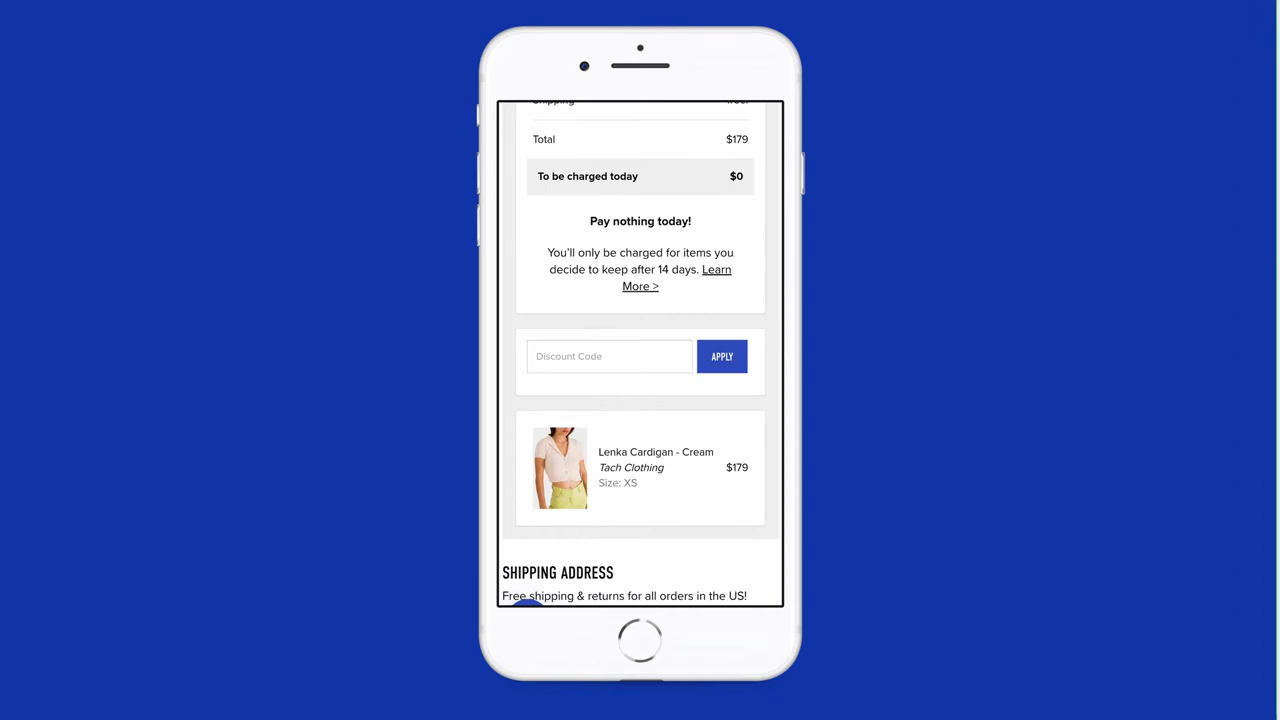 Shipping free!
Total $179
To be charged today $0
Pay nothing today!
You'll only be charged for items you
decide to keep after 14 days. Learn
More >
Discount Code APPLY
Lenka Cardigan - Cream
Tach Clothing $179
Size: XS
SHIPPING ADDRESS
Free shipping & returns for all orders in the US!